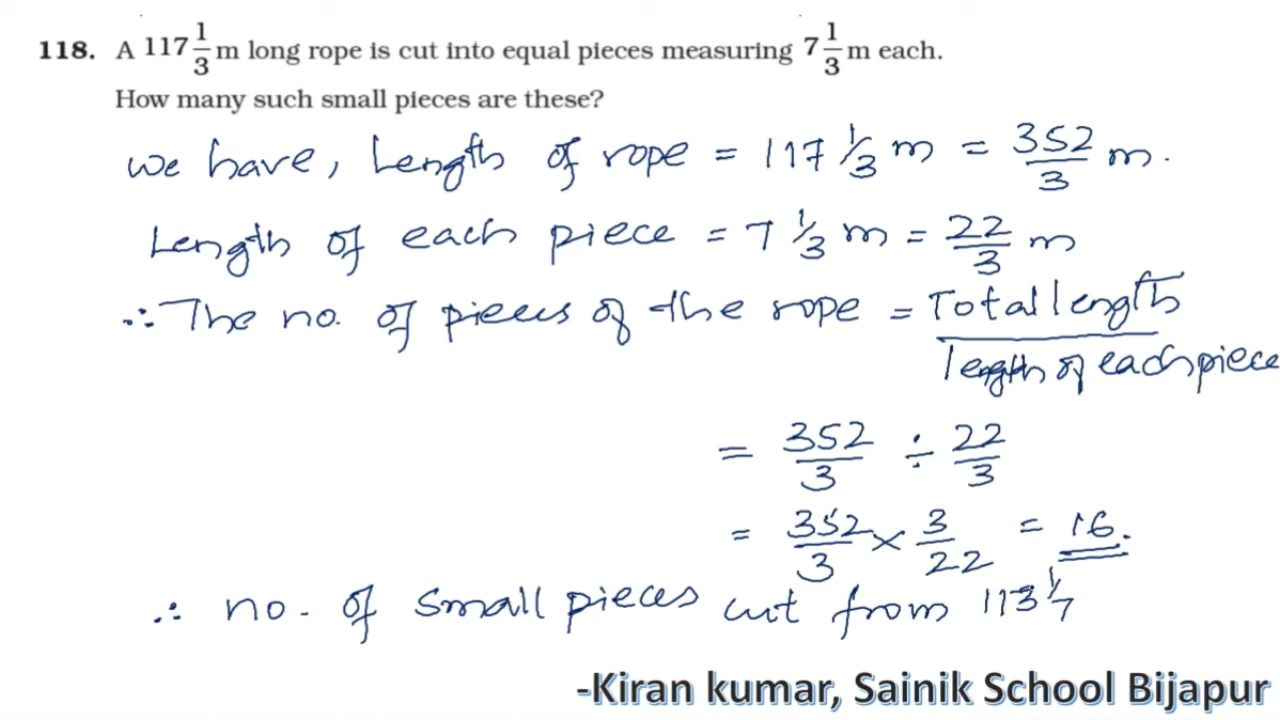 118. A 117 1/3 m long rope is cut into equal pieces measuring 7 1/3 m each.
How many such small pieces are these?
We have, Length of rope = 117 1/3 m = 352/3 m.
Length of each piece = 7 1/3 m = 22/3 m
∴ The no. of pieces of the rope = Total length / length of each piece
= 352/3 ÷ 22/3
= 352/3 × 3/22 = 16.
∴ no. of small pieces cut from 113 1/7
-Kiran kumar, Sainik School Bijapur